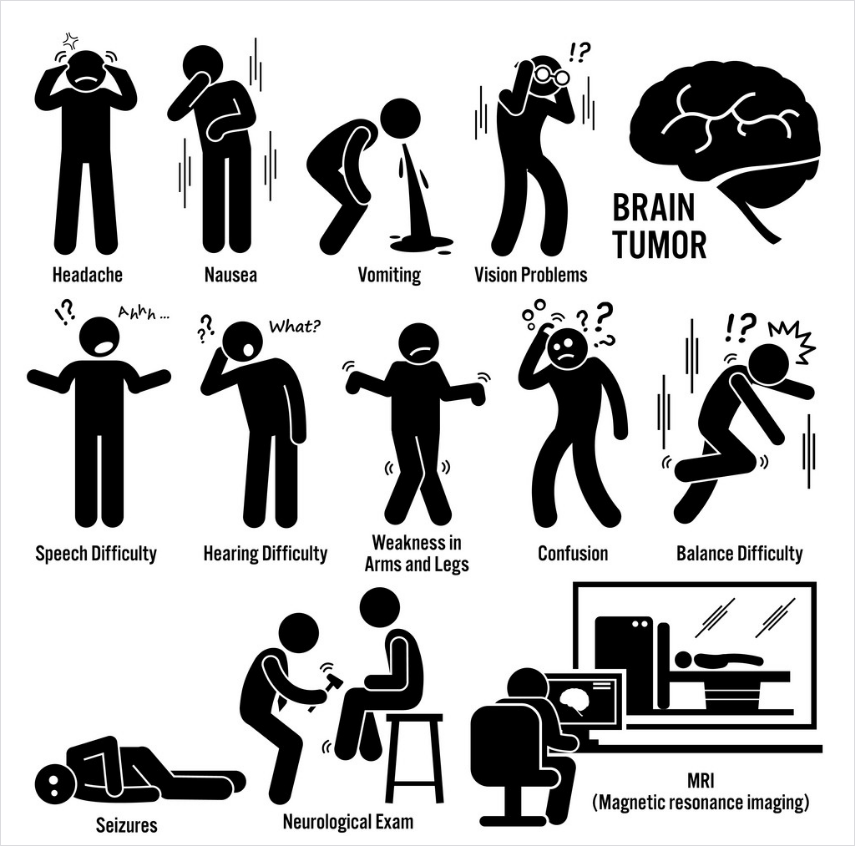 !?
BRAIN
TUMOR
Headache
Nausea
Vomiting
Vision Problems
!?
Ahhh ...
??
What?
???
!?
Speech Difficulty
Hearing Difficulty
Weakness in
Arms and Legs
Confusion
Balance Difficulty
Seizures
Neurological Exam
MRI
(Magnetic resonance imaging)